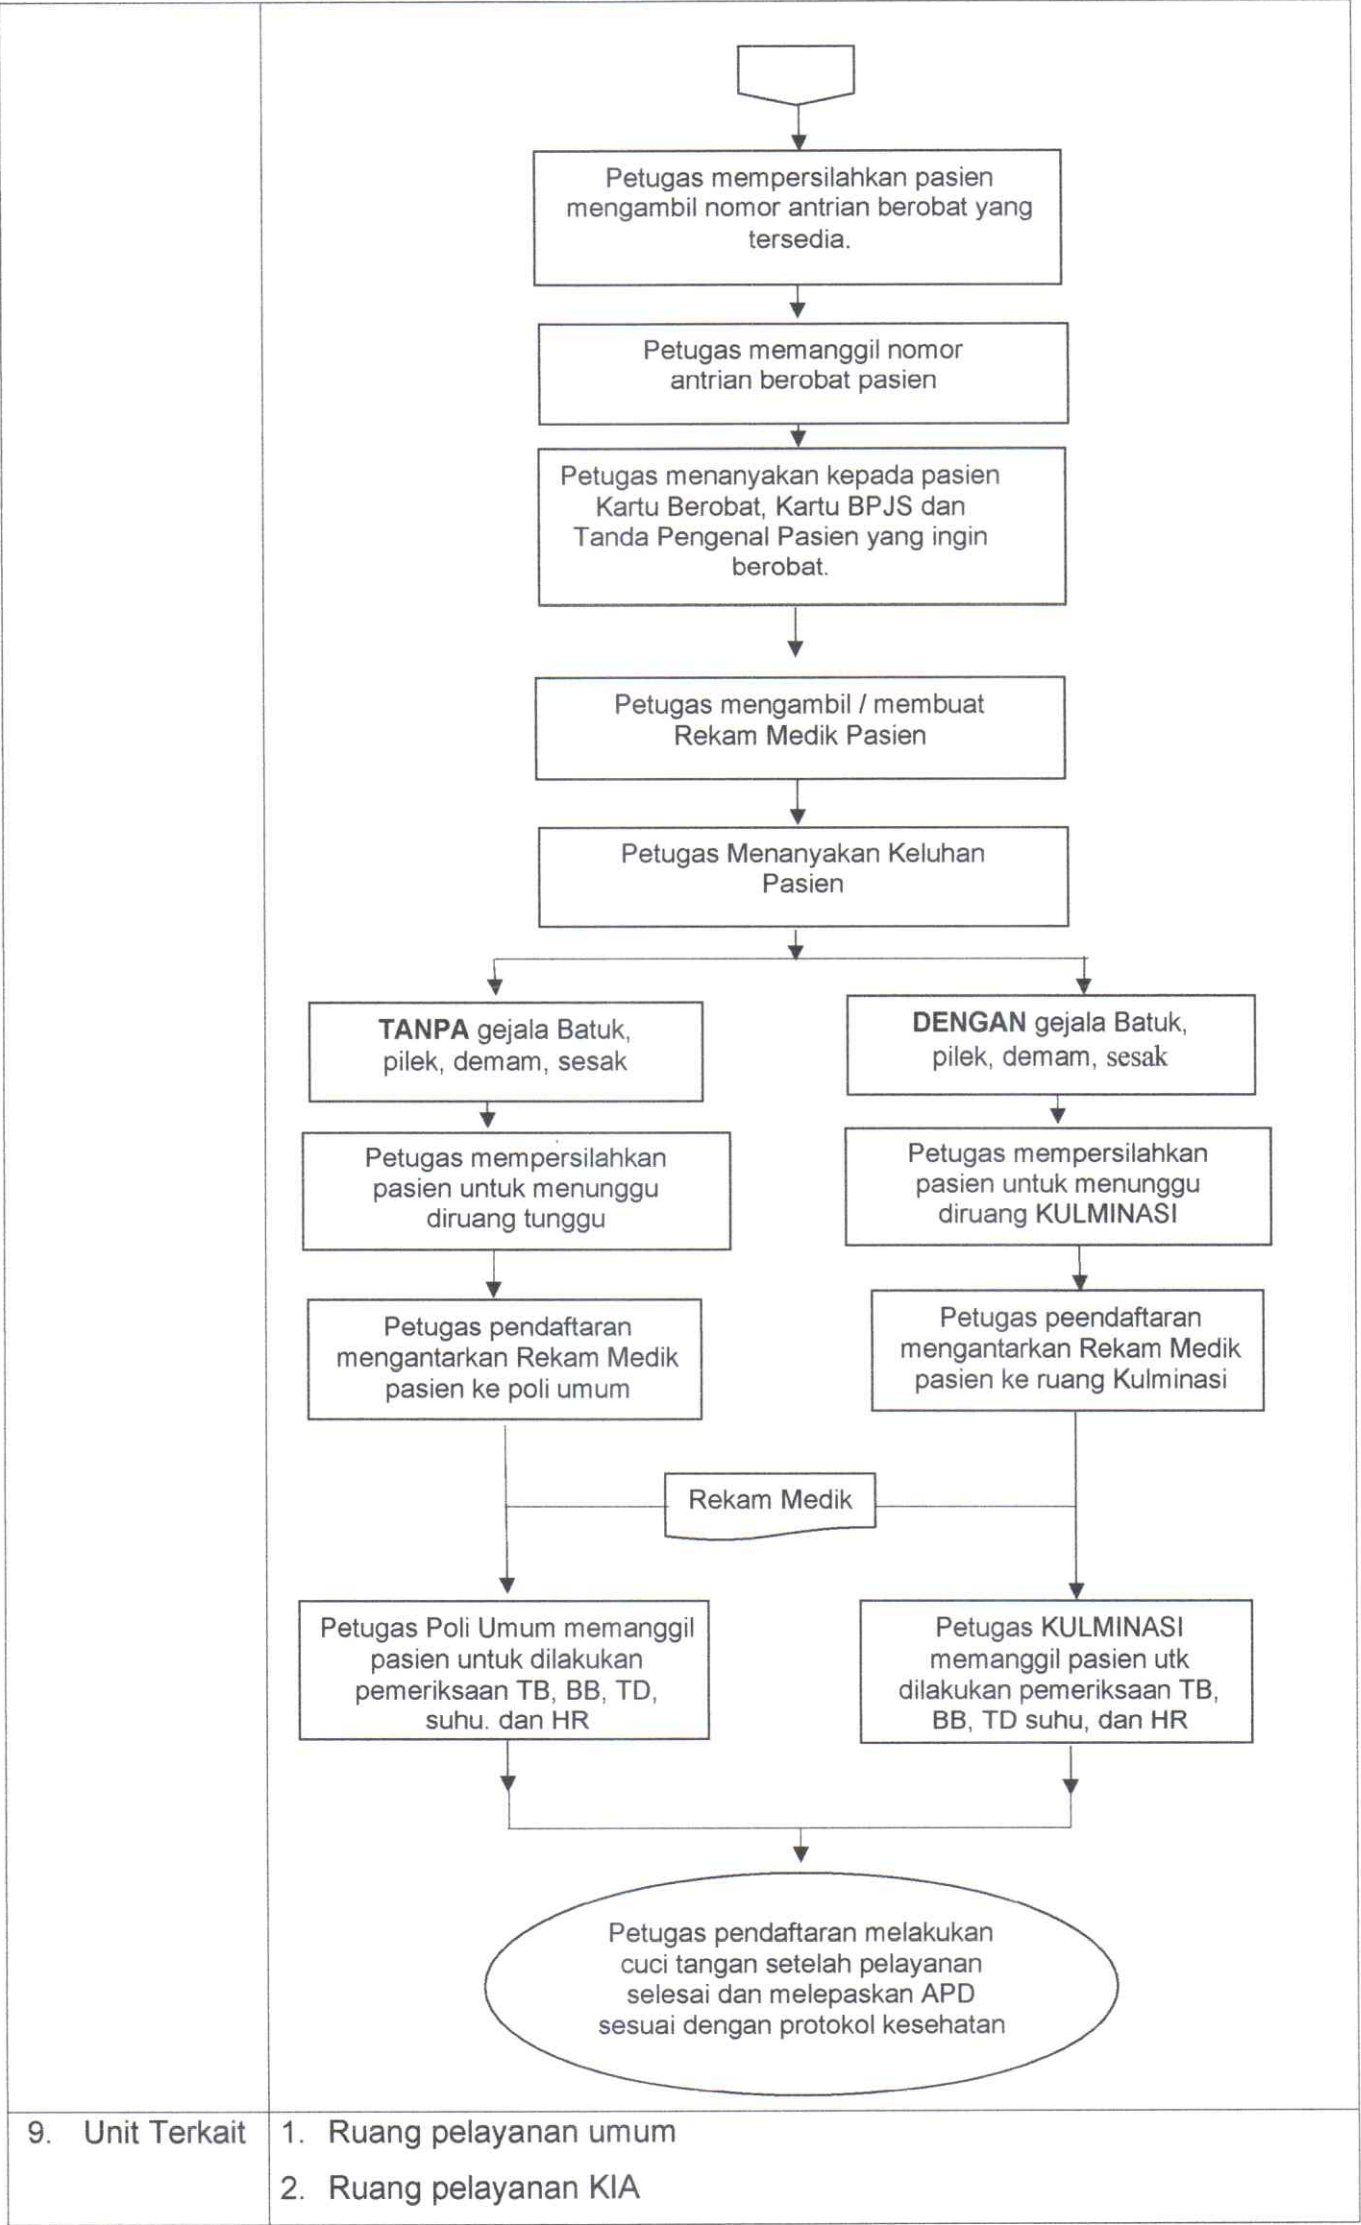 Petugas mempersilahkan pasien
mengambil nomor antrian berobat yang
tersedia.
Petugas memanggil nomor
antrian berobat pasien
Petugas menanyakan kepada pasien
Kartu Berobat, Kartu BPJS dan
Tanda Pengenal Pasien yang ingin
berobat.
Petugas mengambil / membuat
Rekam Medik Pasien
Petugas Menanyakan Keluhan
Pasien
TANPA gejala Batuk,
pilek, demam, sesak
DENGAN gejala Batuk,
pilek, demam, sesak
Petugas mempersilahkan
pasien untuk menunggu
diruang tunggu
Petugas mempersilahkan
pasien untuk menunggu
diruang KULMINASI
Petugas pendaftaran
mengantarkan Rekam Medik
pasien ke poli umum
Petugas peendaftaran
mengantarkan Rekam Medik
pasien ke ruang Kulminasi
Rekam Medik
Petugas Poli Umum memanggil
pasien untuk dilakukan
pemeriksaan TB, BB, TD,
suhu. dan HR
Petugas KULMINASI
memanggil pasien utk
dilakukan pemeriksaan TB,
BB, TD suhu, dan HR
Petugas pendaftaran melakukan
cuci tangan setelah pelayanan
selesai dan melepaskan APD
sesuai dengan protokol kesehatan
9. Unit Terkait
1. Ruang pelayanan umum
2. Ruang pelayanan KIA